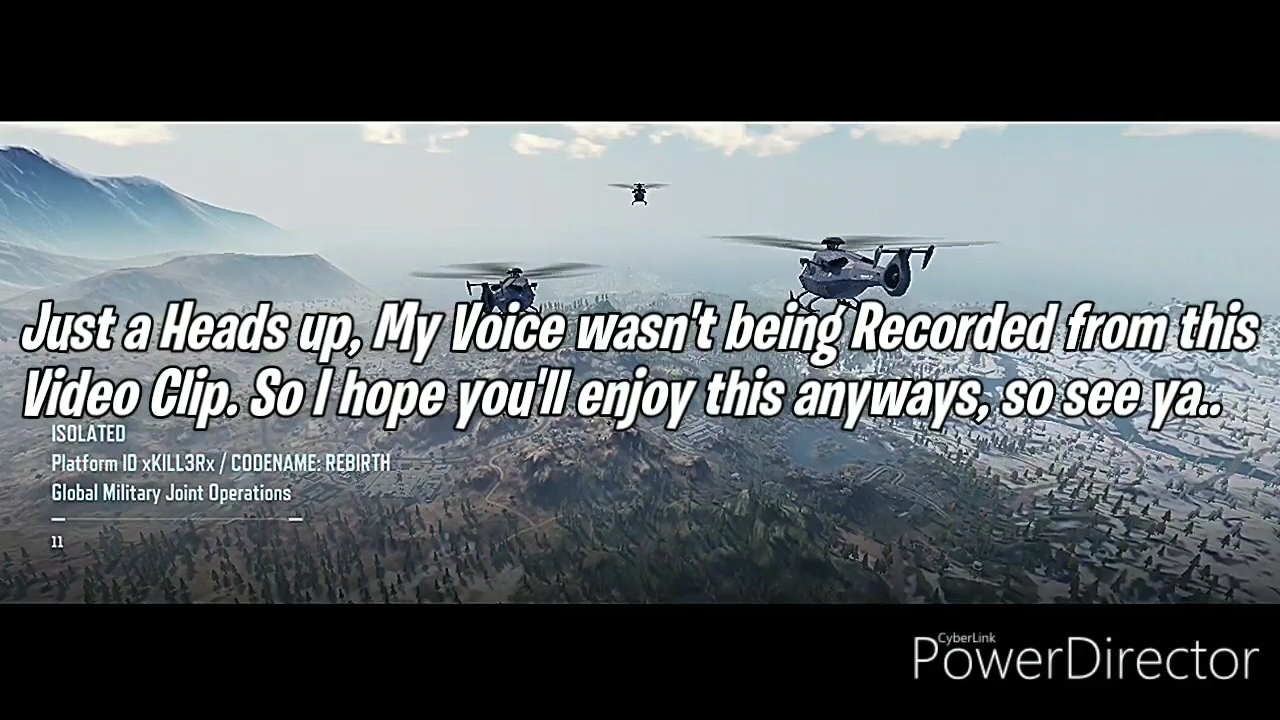 Just a Heads up, My Voice wasn't being Recorded from this
Video Clip. So I hope you'll enjoy this anyways, so see ya..
ISOLATED
Platform ID xKILL3Rx / CODENAME: REBIRTH
Global Military Joint Operations
11
CyberLink
PowerDirector